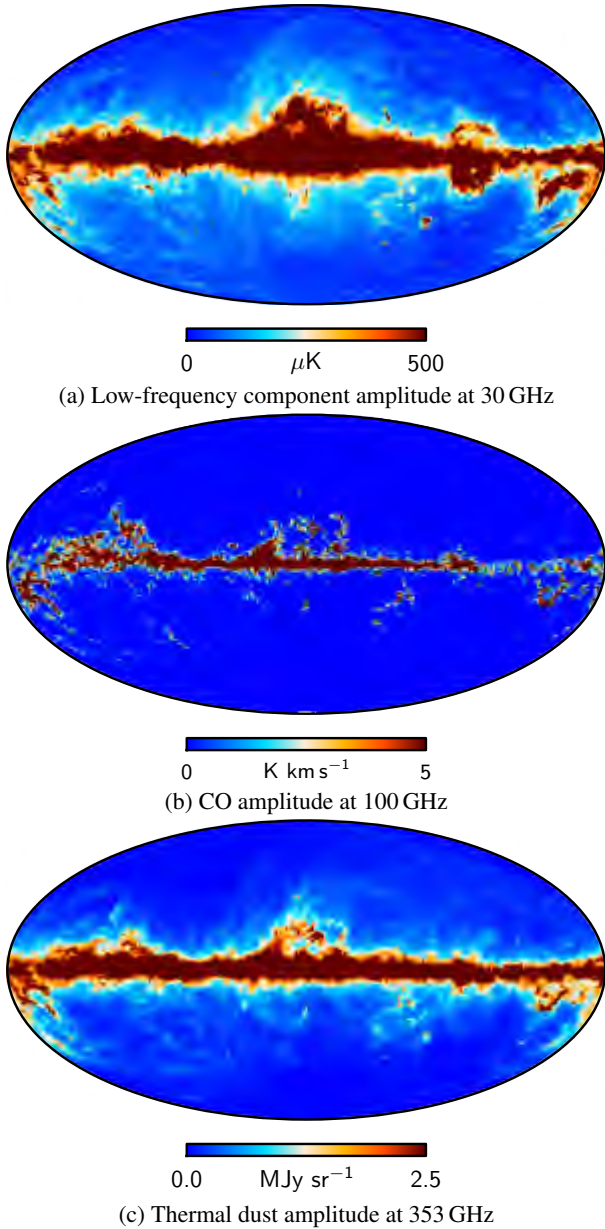 0 500
μK
(a) Low-frequency component amplitude at 30 GHz
0 K km s−1 5
(b) CO amplitude at 100 GHz
0.0 MJy sr−1 2.5
(c) Thermal dust amplitude at 353 GHz